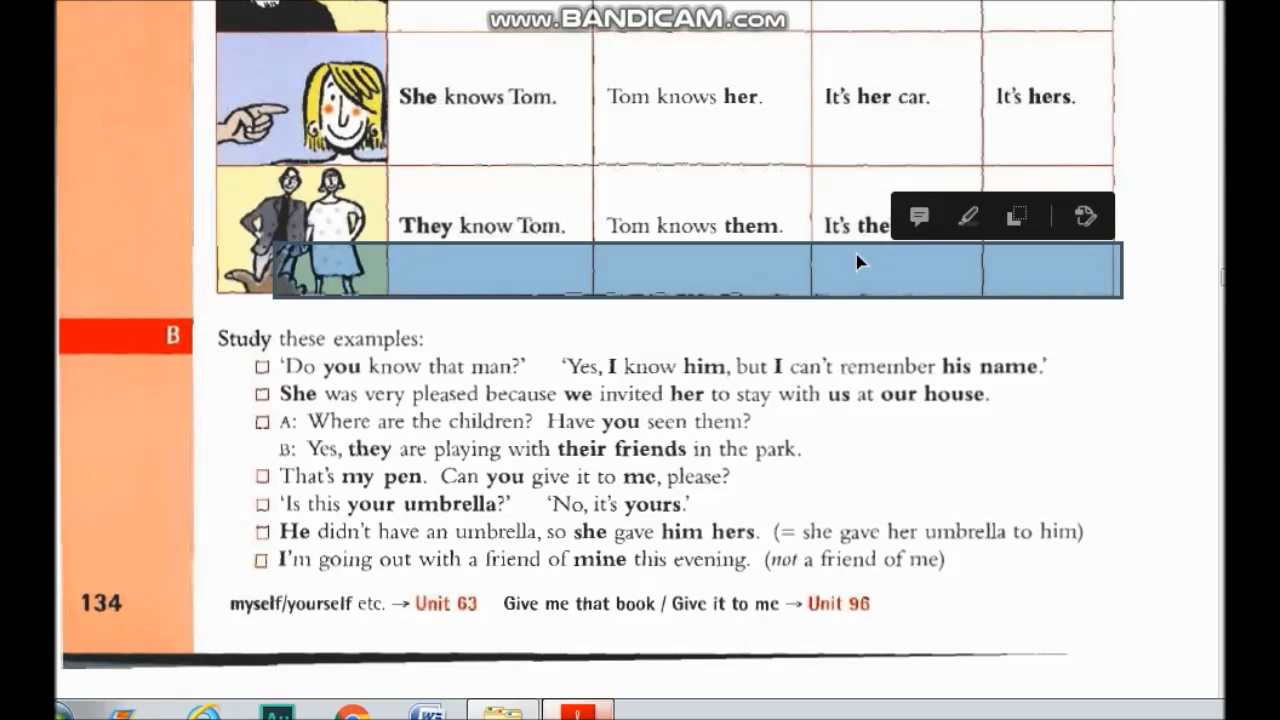 www.BANDICAM.com
She knows Tom. Tom knows her. It's her car. It's hers.
They know Tom. Tom knows them. It's the
B Study these examples:
'Do you know that man?' 'Yes, I know him, but I can't remember his name.'
She was very pleased because we invited her to stay with us at our house.
A: Where are the children? Have you seen them?
B: Yes, they are playing with their friends in the park.
That's my pen. Can you give it to me, please?
'Is this your umbrella?' 'No, it's yours.'
He didn't have an umbrella, so she gave him hers. (= she gave her umbrella to him)
I'm going out with a friend of mine this evening. (not a friend of me)
134 myself/yourself etc. → Unit 63 Give me that book / Give it to me → Unit 96
Au
W